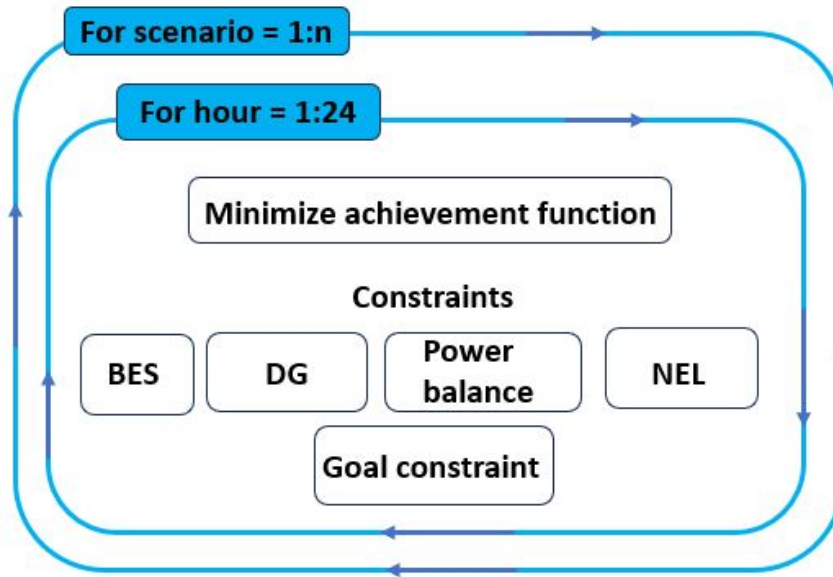 For scenario = 1:n
For hour = 1:24
Minimize achievement function
Constraints
BES
DG
Power
balance
NEL
Goal constraint